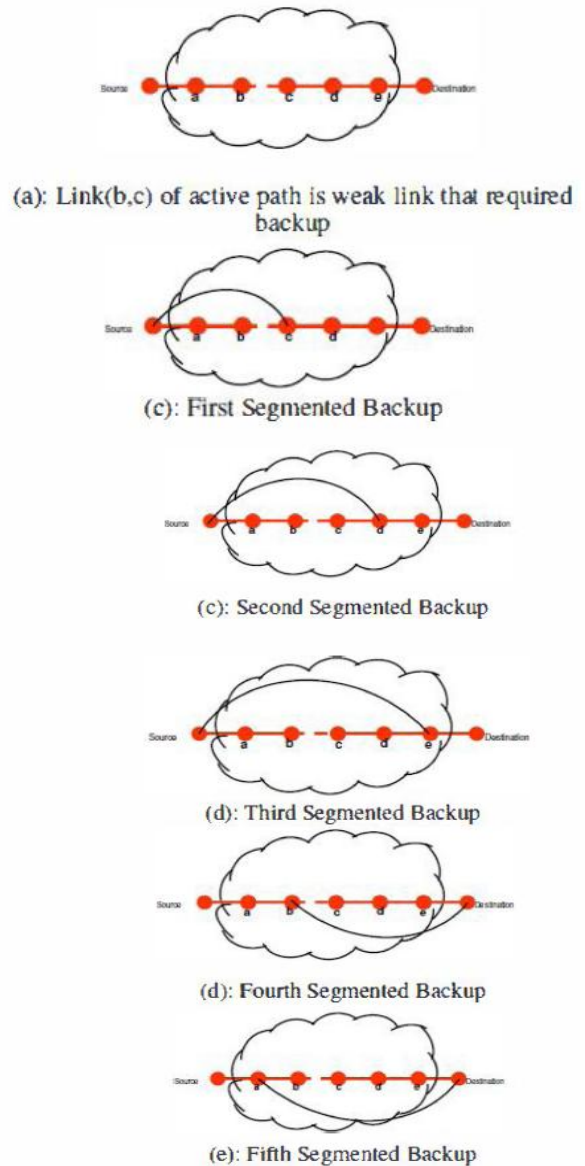 Source a b c d e Destination
(a): Link(b,c) of active path is weak link that required
backup
Source a b c d Destination
(c): First Segmented Backup
Source a b c d e Destination
(c): Second Segmented Backup
Source a b c d e Destination
(d): Third Segmented Backup
Source a b c d e Destination
(d): Fourth Segmented Backup
Source a b c d e Destination
(e): Fifth Segmented Backup